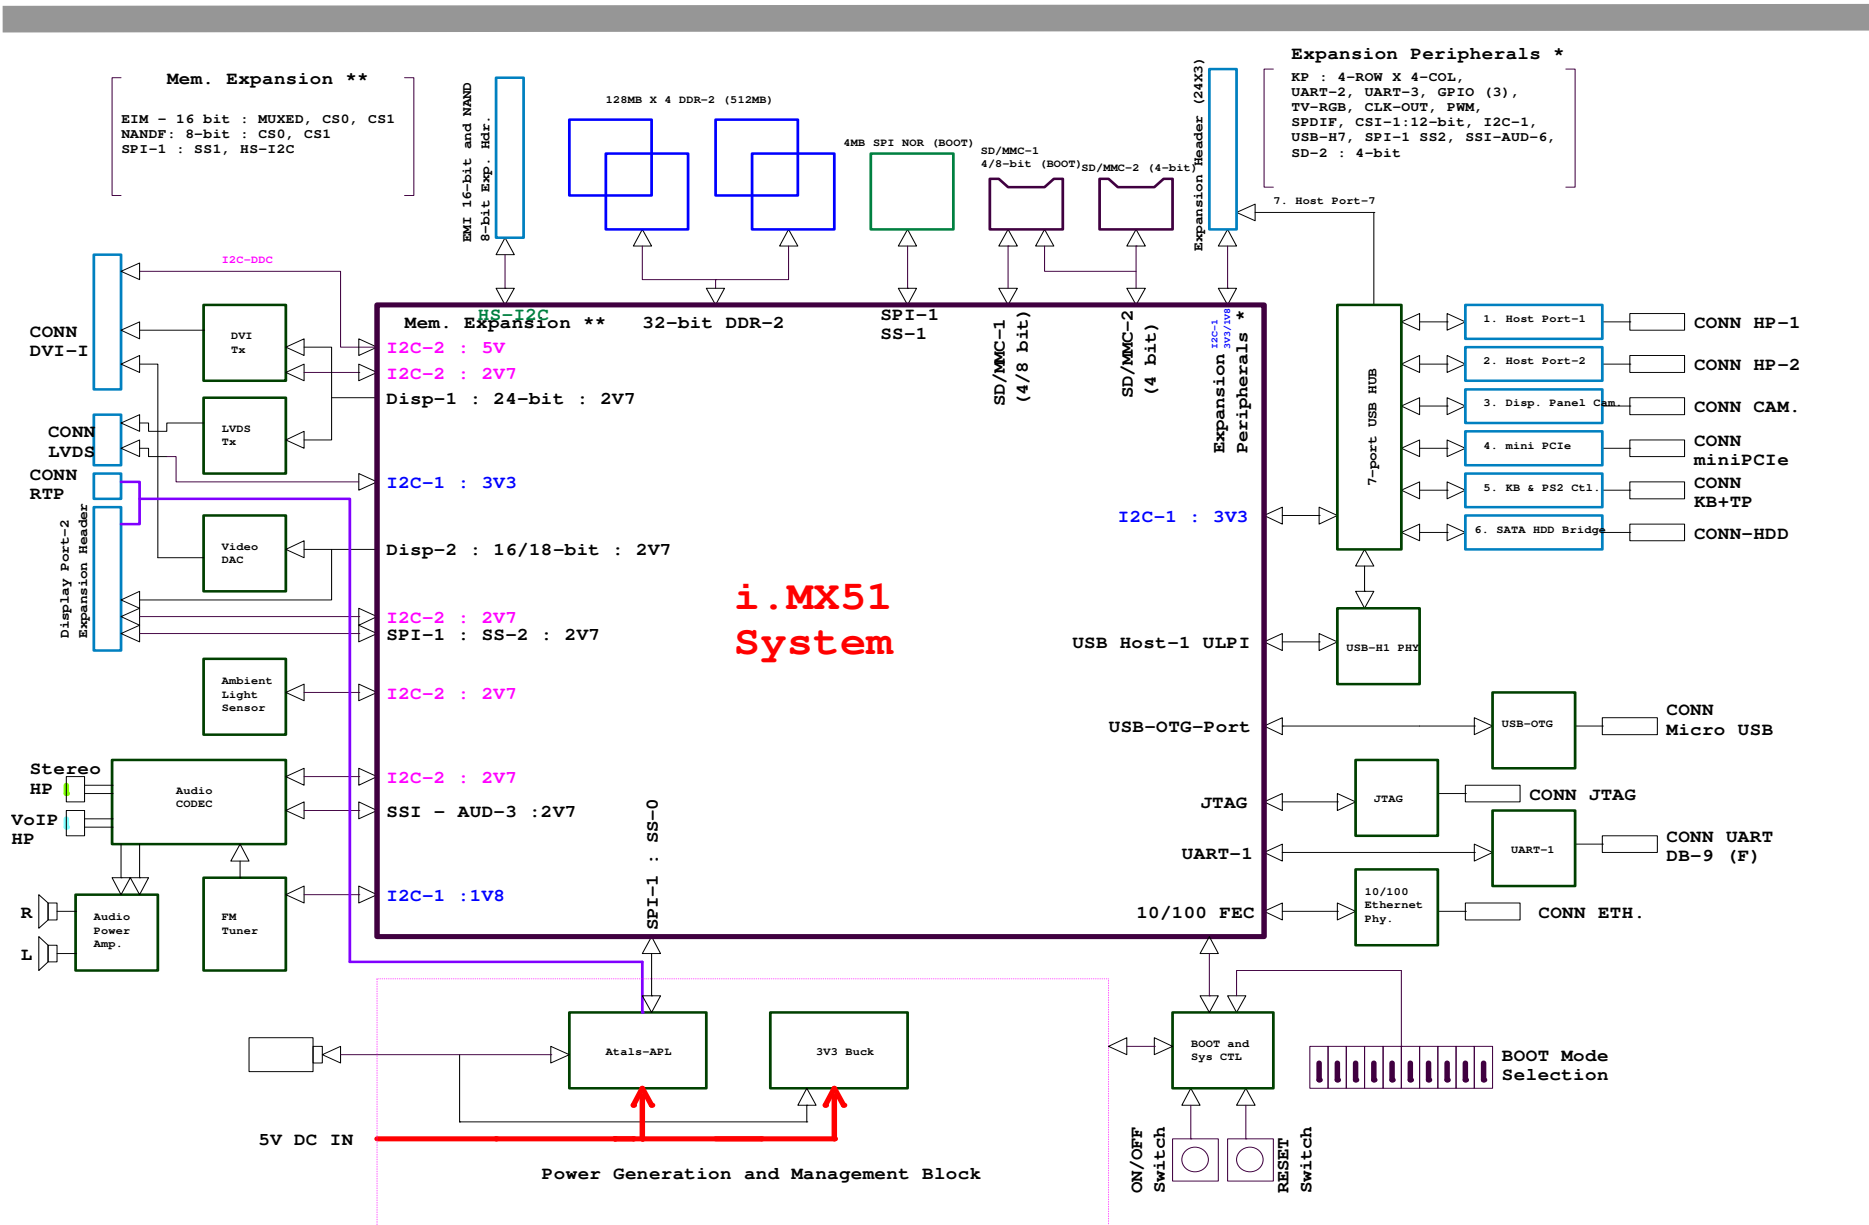 Mem. Expansion **
EIM - 16 bit : MUXED, CS0, CS1
NANDF: 8-bit : CS0, CS1
SPI-1 : SS1, HS-I2C
EMI 16-bit and NAND
8-bit Exp. Hdr.
128MB X 4 DDR-2 (512MB)
4MB SPI NOR (BOOT)
SD/MMC-1
4/8-bit (BOOT)
SD/MMC-2 (4-bit)
Expansion Header (24X3)
Expansion Peripherals *
KP : 4-ROW X 4-COL,
UART-2, UART-3, GPIO (3),
TV-RGB, CLK-OUT, PWM,
SPDIF, CSI-1:12-bit, I2C-1,
USB-H7, SPI-1 SS2, SSI-AUD-6,
SD-2 : 4-bit
7. Host Port-7
I2C-DDC
CONN
DVI-I
DVI
Tx
CONN
LVDS
LVDS
Tx
CONN
RTP
Display Port-2
Expansion Header
Video
DAC
Ambient
Light
Sensor
Stereo
HP
VoIP
HP
Audio
CODEC
R
L
Audio
Power
Amp.
FM
Tuner
HS-I2C
Mem. Expansion **
32-bit DDR-2
SPI-1
SS-1
SD/MMC-1
(4/8 bit)
SD/MMC-2
(4 bit)
I2C-1
3V3/1V8
Expansion
Peripherals *
I2C-2 : 5V
I2C-2 : 2V7
Disp-1 : 24-bit : 2V7
I2C-1 : 3V3
Disp-2 : 16/18-bit : 2V7
I2C-2 : 2V7
SPI-1 : SS-2 : 2V7
I2C-2 : 2V7
I2C-2 : 2V7
SSI - AUD-3 :2V7
I2C-1 :1V8
SPI-1 : SS-0
i.MX51
System
I2C-1 : 3V3
USB Host-1 ULPI
USB-OTG-Port
JTAG
UART-1
10/100 FEC
7-port USB HUB
1. Host Port-1
CONN HP-1
2. Host Port-2
CONN HP-2
3. Disp. Panel Cam.
CONN CAM.
4. mini PCIe
CONN
miniPCIe
5. KB & PS2 Ctl.
CONN
KB+TP
6. SATA HDD Bridge
CONN-HDD
USB-H1 PHY
USB-OTG
CONN
Micro USB
JTAG
CONN JTAG
UART-1
CONN UART
DB-9 (F)
10/100
Ethernet
Phy.
CONN ETH.
Atals-APL
3V3 Buck
BOOT and
Sys CTL
BOOT Mode
Selection
5V DC IN
Power Generation and Management Block
ON/OFF
Switch
RESET
Switch